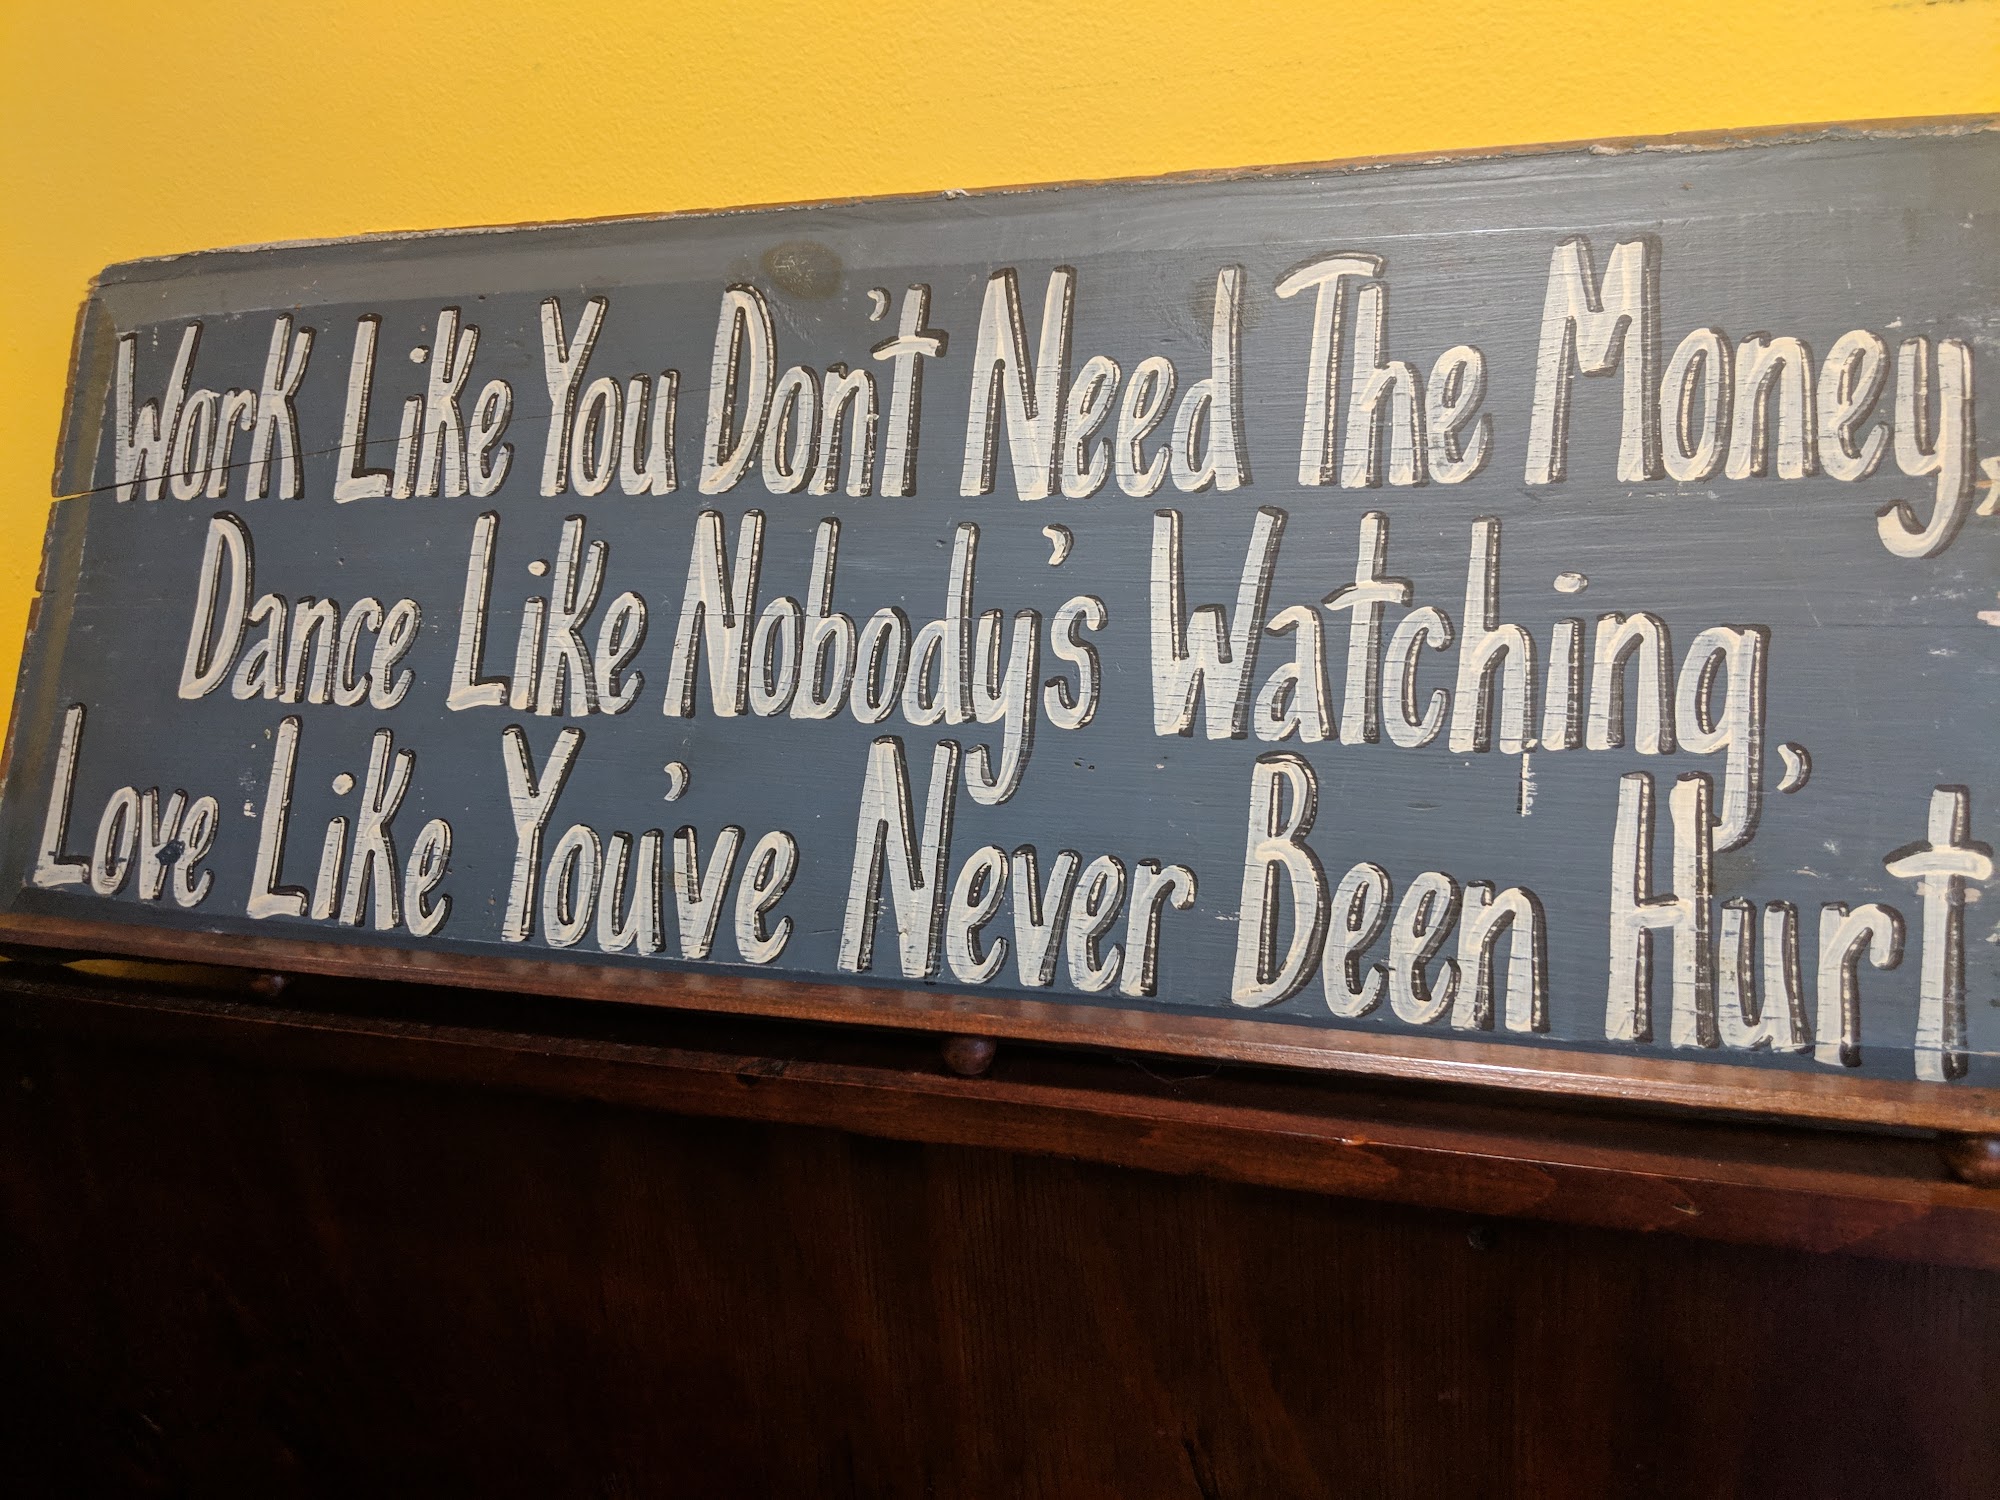 Work Like You Don't Need The Money,
Dance Like Nobody's Watching,
Love Like You've Never Been Hurt